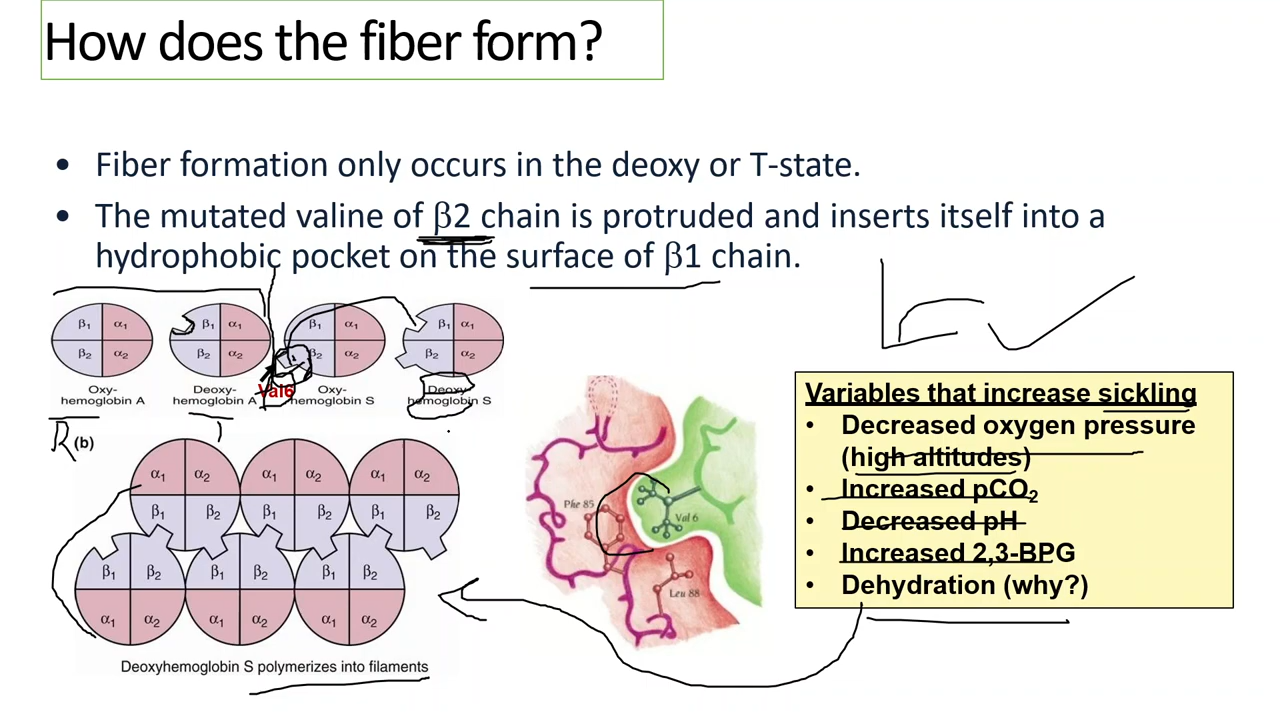 How does the fiber form?
• Fiber formation only occurs in the deoxy or T-state.
• The mutated valine of β2 chain is protruded and inserts itself into a
hydrophobic pocket on the surface of β1 chain.
β₁ α₁ β₁ α₁ β₁ α₁ β₁ α₁
β₂ α₂ β₂ α₂ β₂ α₂ β₂ α₂
Val6
Oxy-
hemoglobin A
Deoxy-
hemoglobin A
Oxy-
hemoglobin S
Deoxy-
hemoglobin S
R (b) T
α₁ α₂ α₁ α₂ α₁ α₂
β₁ β₂ β₁ β₂ β₁ β₂
β₁ β₂ β₁ β₂ β₁ β₂
α₁ α₂ α₁ α₂ α₁ α₂
Deoxyhemoglobin S polymerizes into filaments
Phe 85
Val 6
Leu 88
Variables that increase sickling
• Decreased oxygen pressure
(high altitudes)
• Increased pCO₂
• Decreased pH
• Increased 2,3-BPG
• Dehydration (why?)